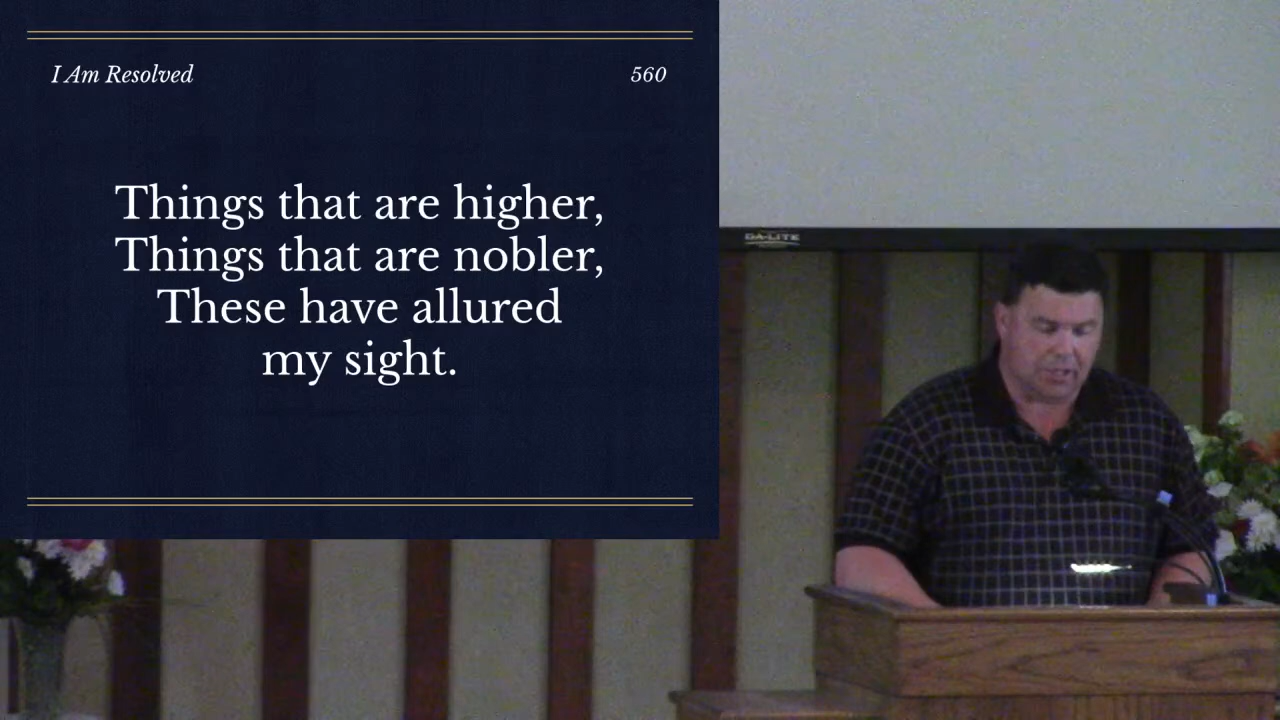 I Am Resolved
560
Things that are higher,
Things that are nobler,
These have allured
my sight.
DA-LITE